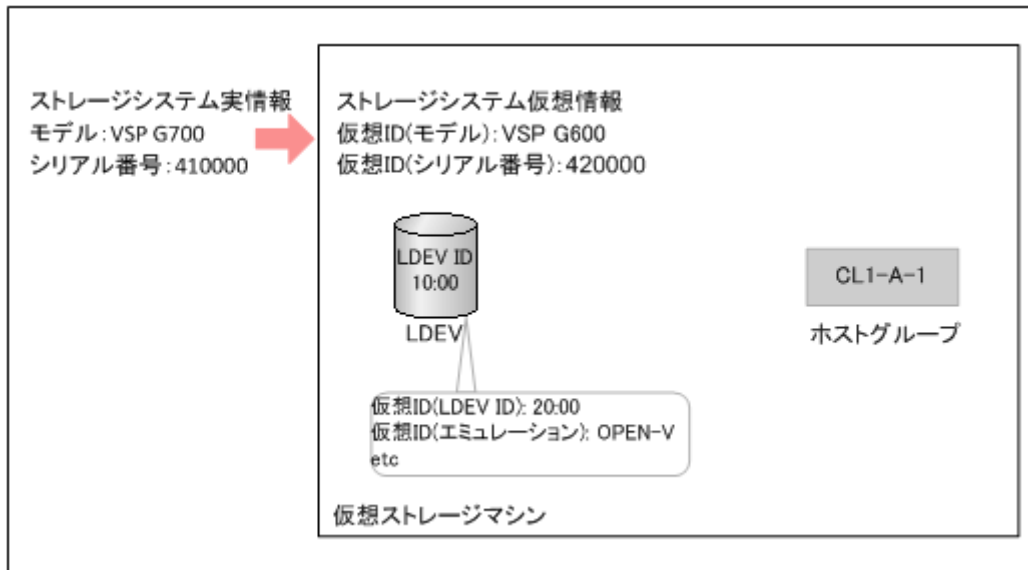 ストレージシステム実情報
モデル:VSP G700
シリアル番号:410000
ストレージシステム仮想情報
仮想ID(モデル):VSP G600
仮想ID(シリアル番号):420000
LDEV ID
10:00
LDEV
CL1-A-1
ホストグループ
仮想ID(LDEV ID): 20:00
仮想ID(エミュレーション): OPEN-V
etc
仮想ストレージマシン